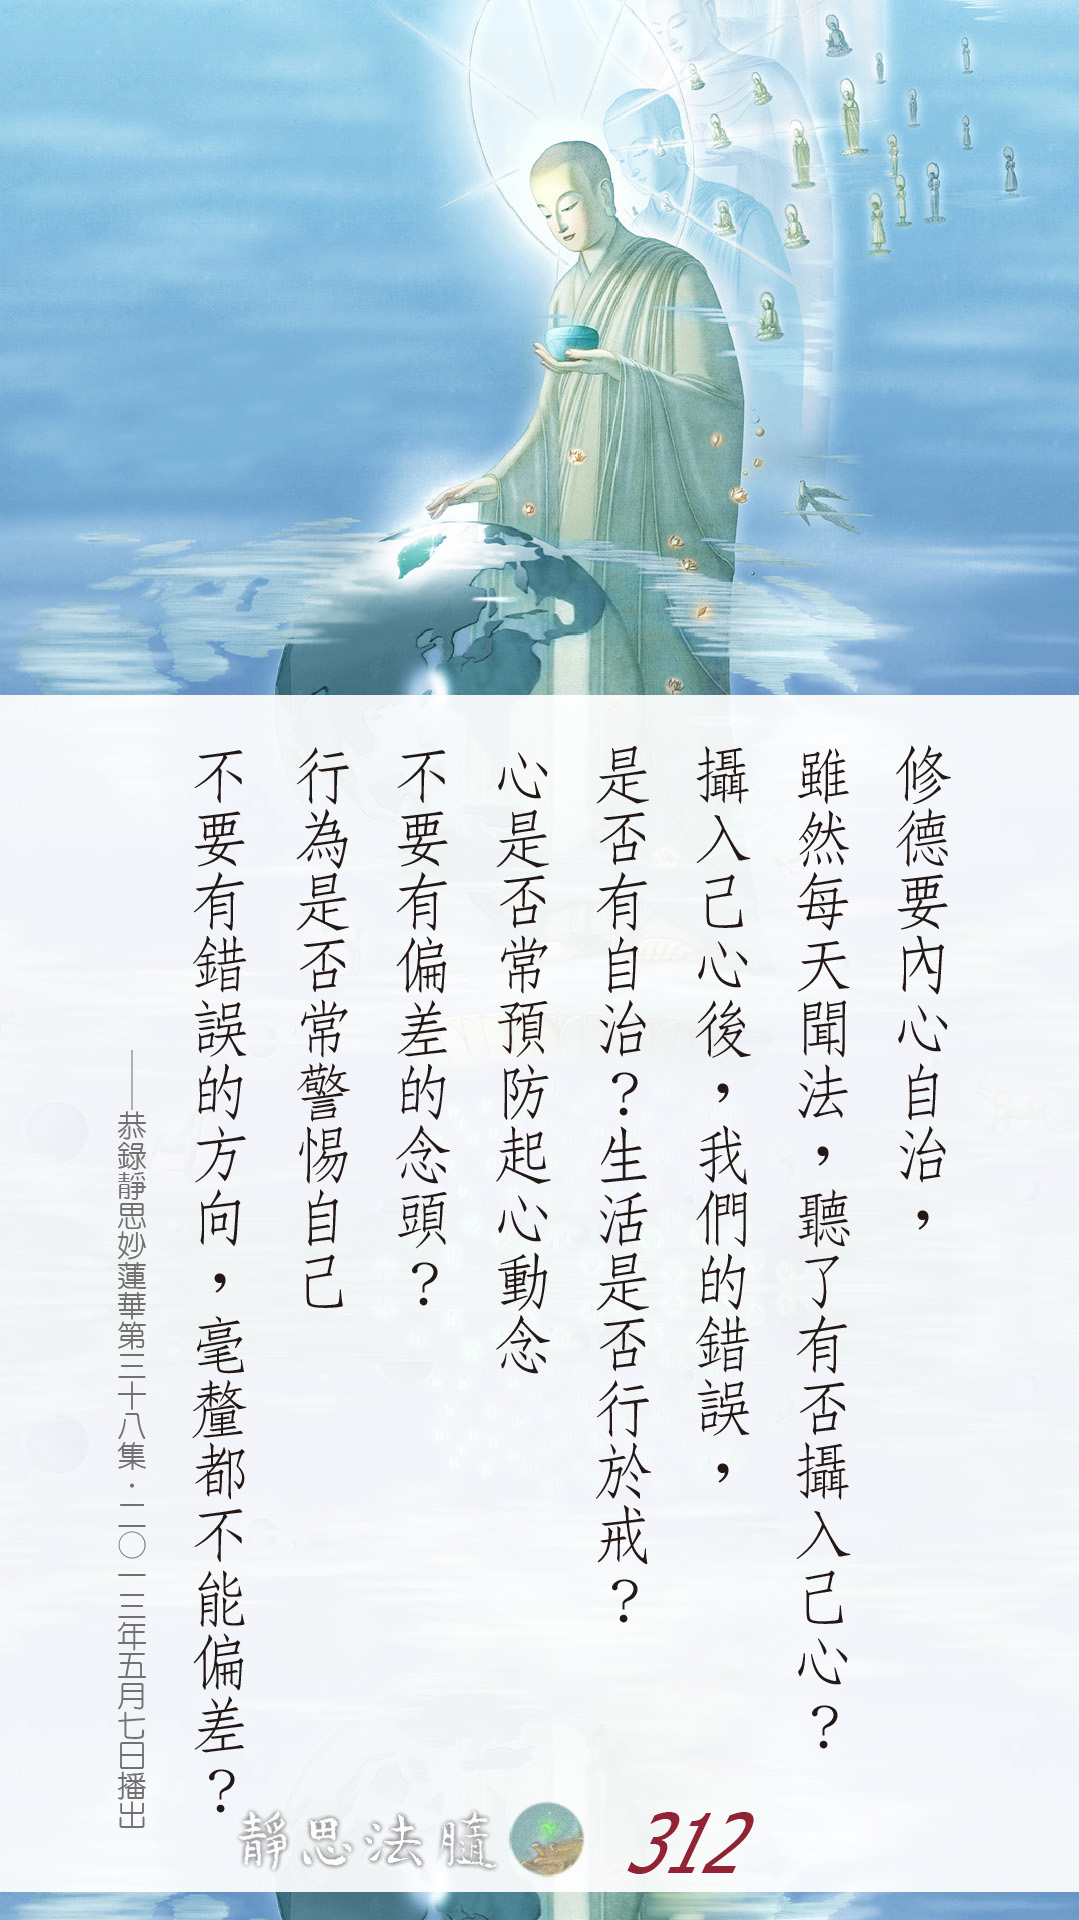 修德要內心自治，
雖然每天聞法，聽了有否攝入己心？
攝入己心後，我們的錯誤，
是否有自治？生活是否行於戒？
心是否常預防起心動念
不要有偏差的念頭？
行為是否常警惕自己
不要有錯誤的方向，毫釐都不能偏差？
——恭錄靜思妙蓮華第三十八集．二〇一三年五月七日播出
靜思法髓
312